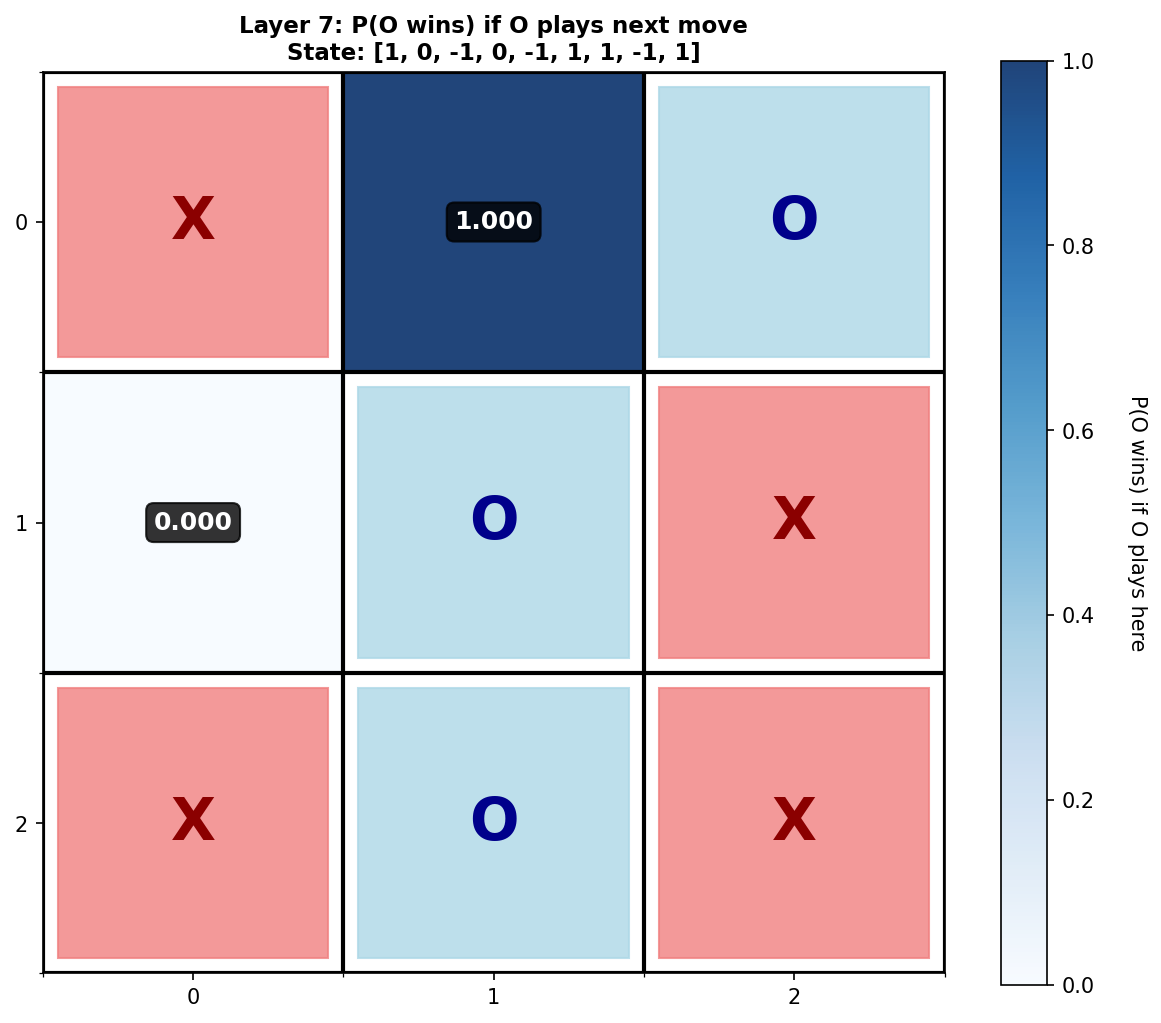 Layer 7: P(O wins) if O plays next move
State: [1, 0, -1, 0, -1, 1, 1, -1, 1]
0
X
1.000
O
1
0.000
O
X
2
X
O
X
0
1
2
1.0
0.8
0.6
0.4
0.2
0.0
P(O wins) if O plays here